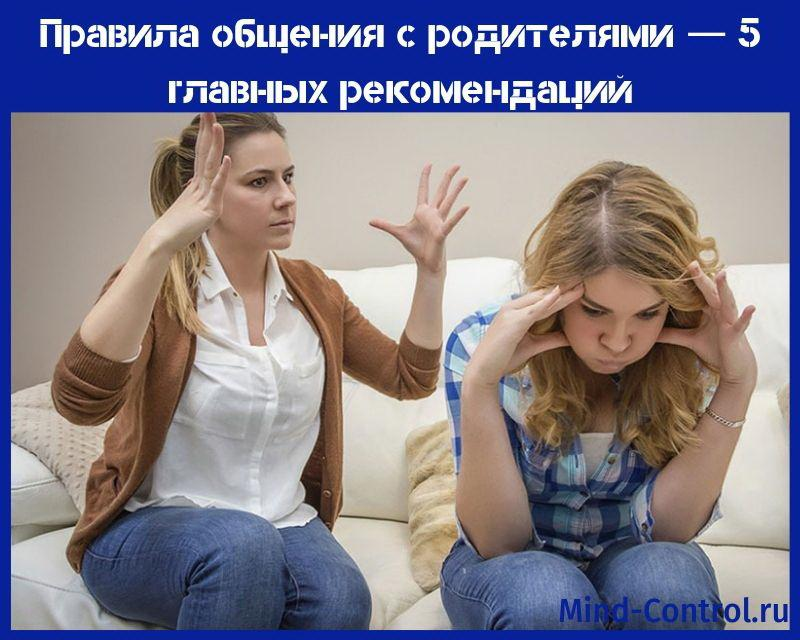 Правила общения с родителями — 5
главных рекомендаций
Mind-Control.ru